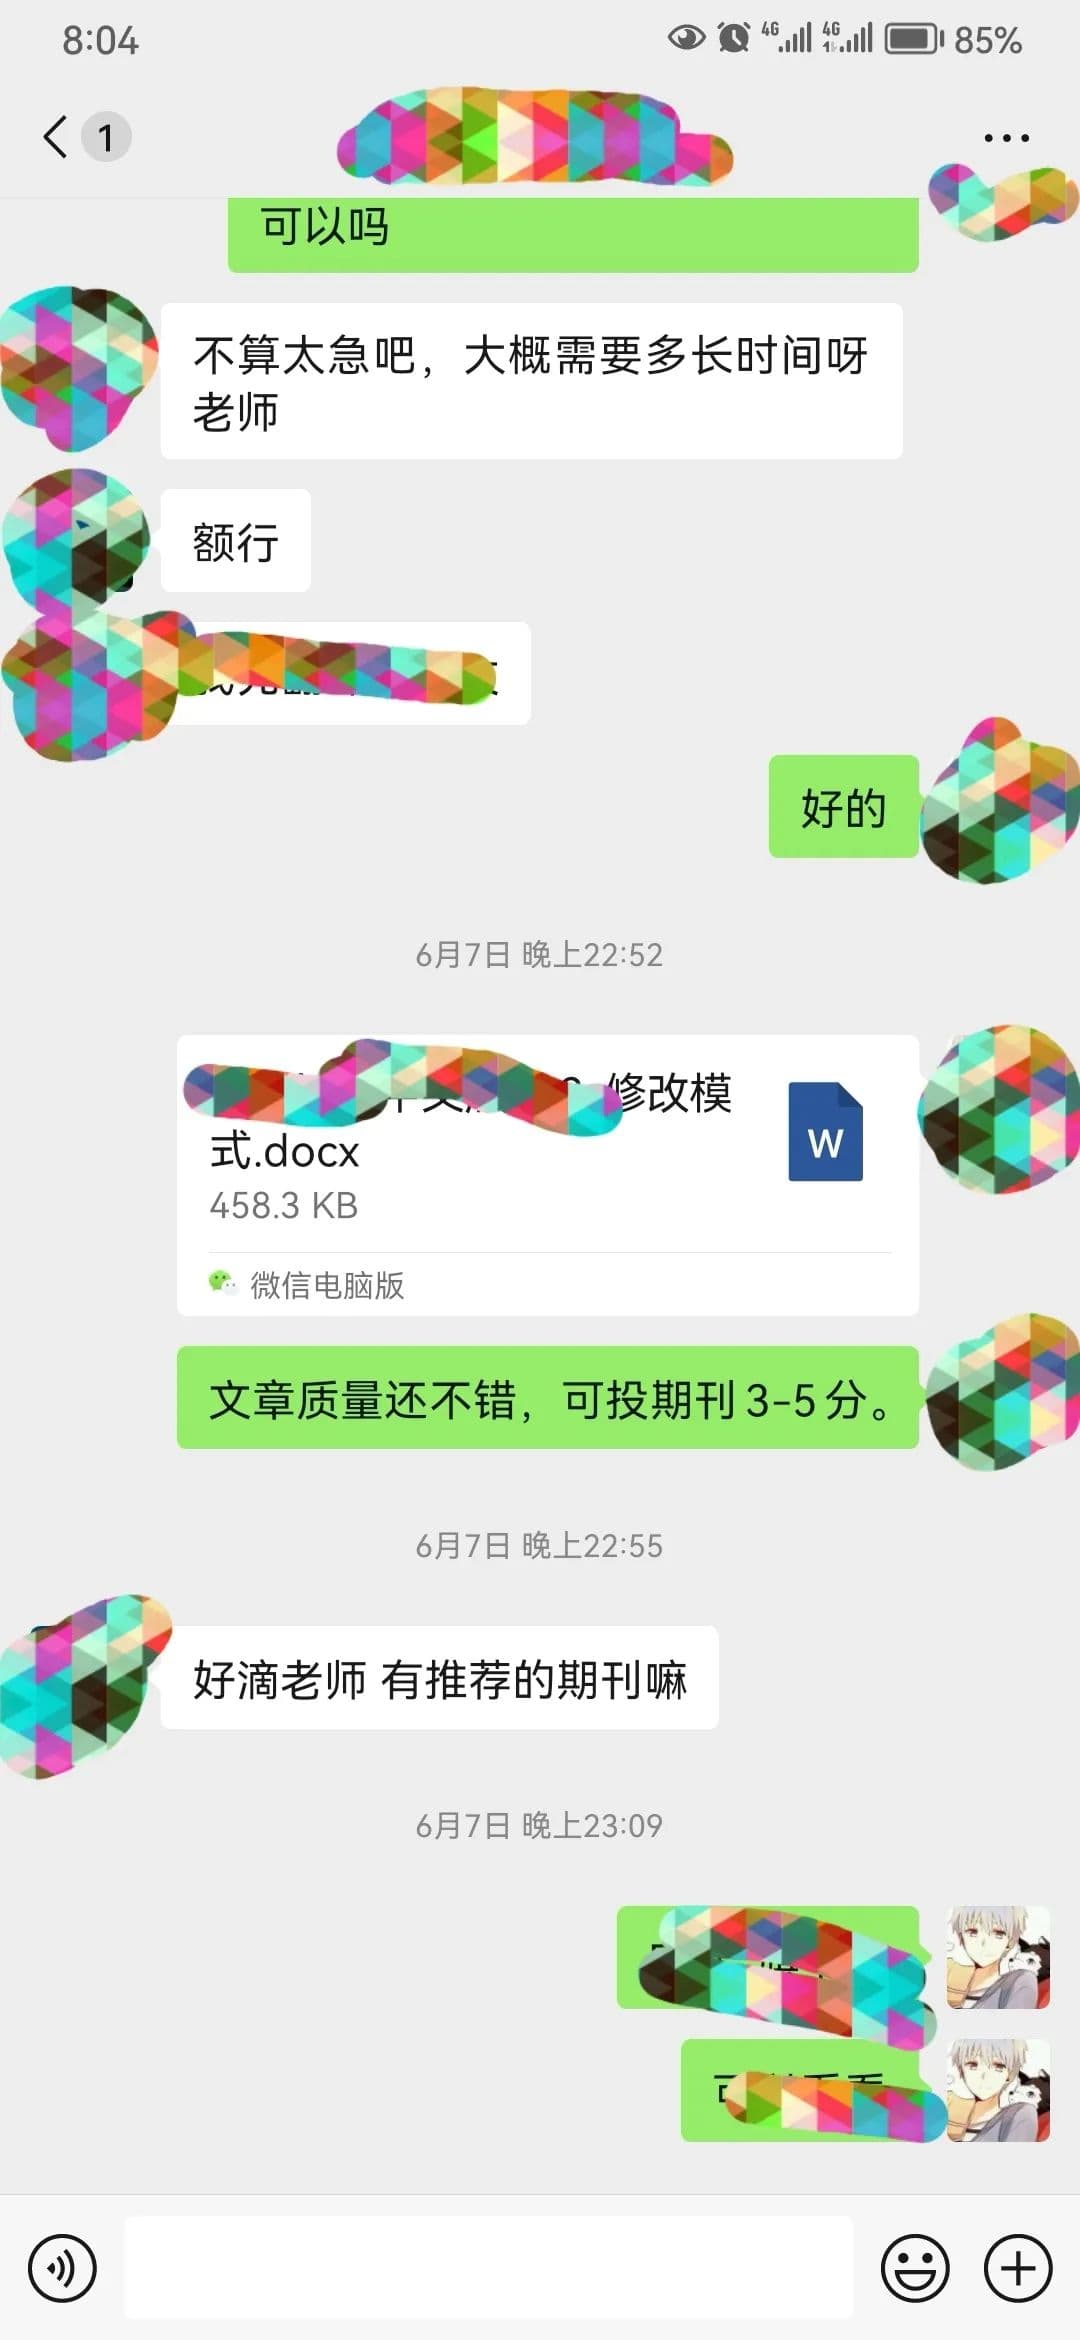 8:04
4G
4G
85%
1
可以吗
不算太急吧，大概需要多长时间呀
老师
额行
好的
6月7日 晚上22:52
修改模
式.docx
458.3 KB
W
微信电脑版
文章质量还不错，可投期刊3-5分。
6月7日 晚上22:55
好滴老师 有推荐的期刊嘛
6月7日 晚上23:09